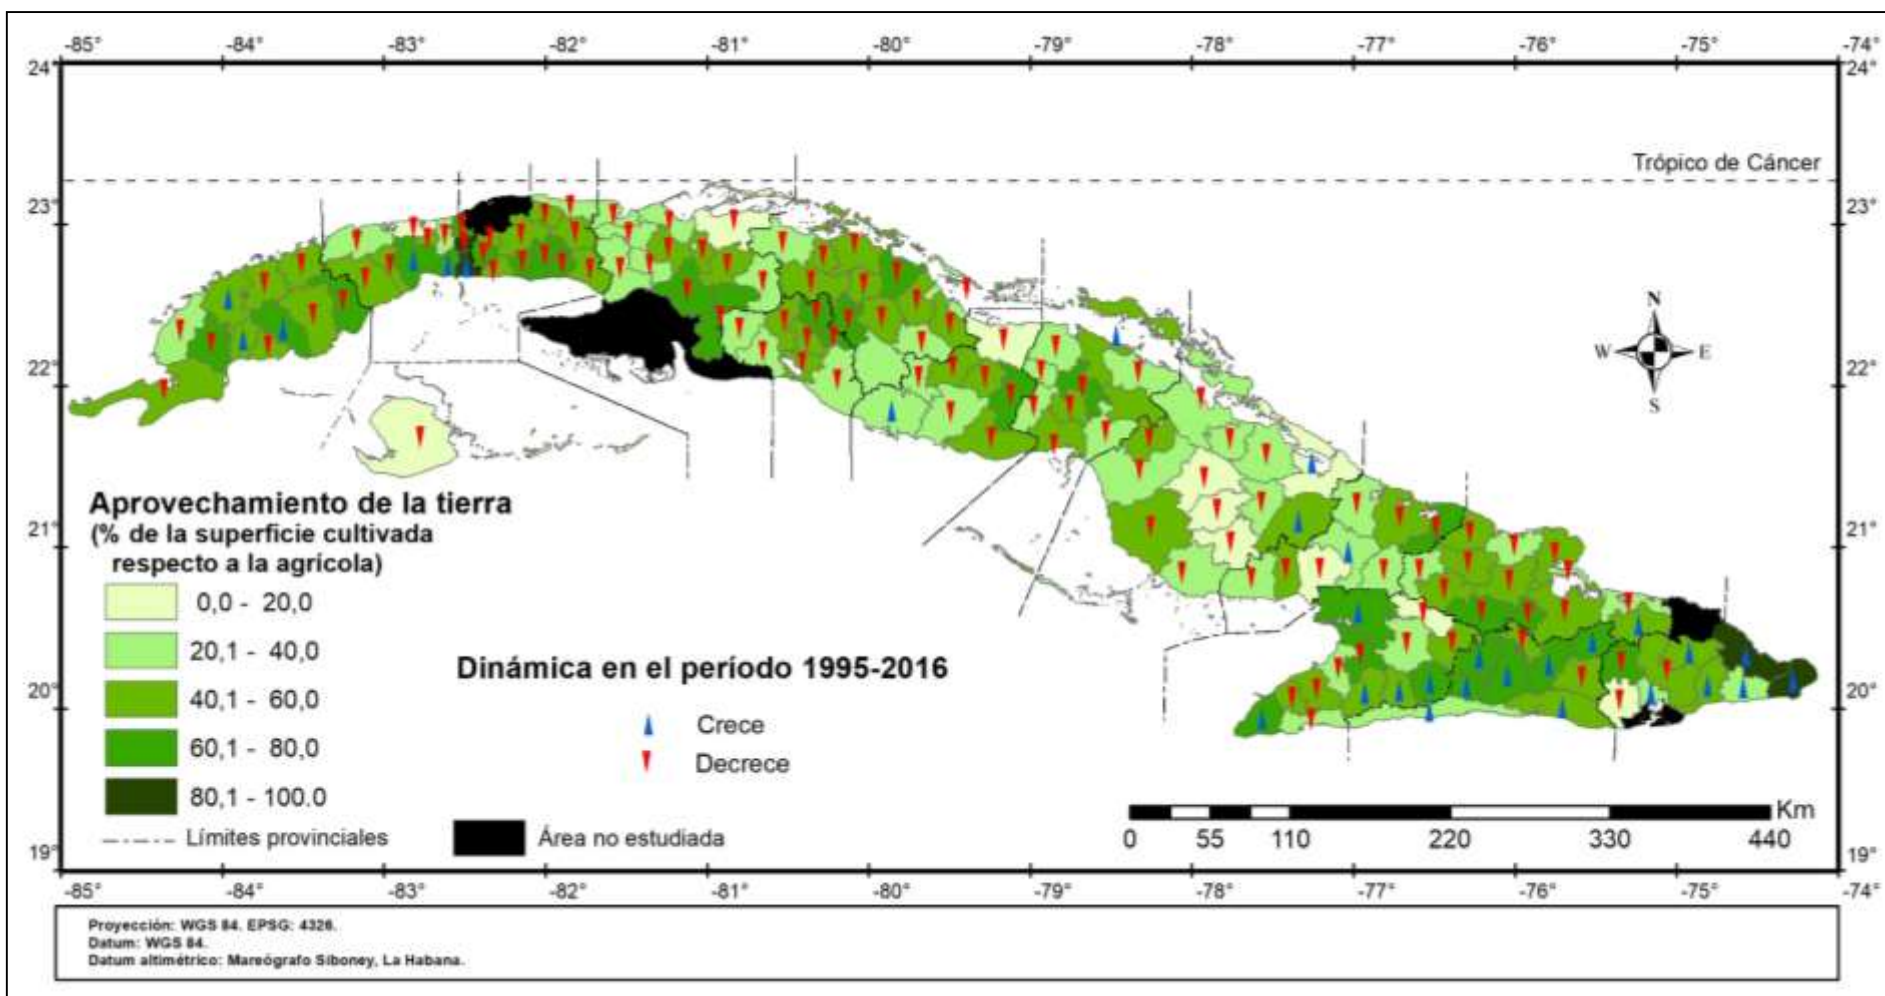 -85° -84° -83° -82° -81° -80° -79° -78° -77° -76° -75° -74°
24° 24°
Trópico de Cáncer
23° 23°
N
W E
S
22° 22°
Aprovechamiento de la tierra
(% de la superficie cultivada
respecto a la agrícola)
21° 21°
0,0 - 20,0
20,1 - 40,0
40,1 - 60,0
60,1 - 80,0
80,1 - 100.0
Límites provinciales
Dinámica en el período 1995-2016
Crece
Decrece
Área no estudiada
20° 20°
Km
0 55 110 220 330 440
19° 19°
-85° -84° -83° -82° -81° -80° -79° -78° -77° -76° -75° -74°
Proyección: WGS 84. EPSG: 4326.
Datum: WGS 84.
Datum altimétrico: Mareógrafo Siboney, La Habana.